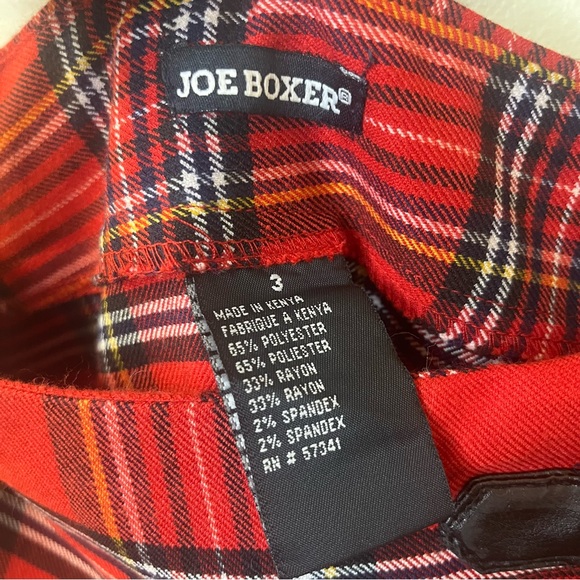 JOE BOXER
3
MADE IN KENYA
FABRIQUE A KENYA
65% POLYESTER
65% POLIESTER
33% RAYON
33% RAYON
2% SPANDEX
2% SPANDEX
RN # 57341